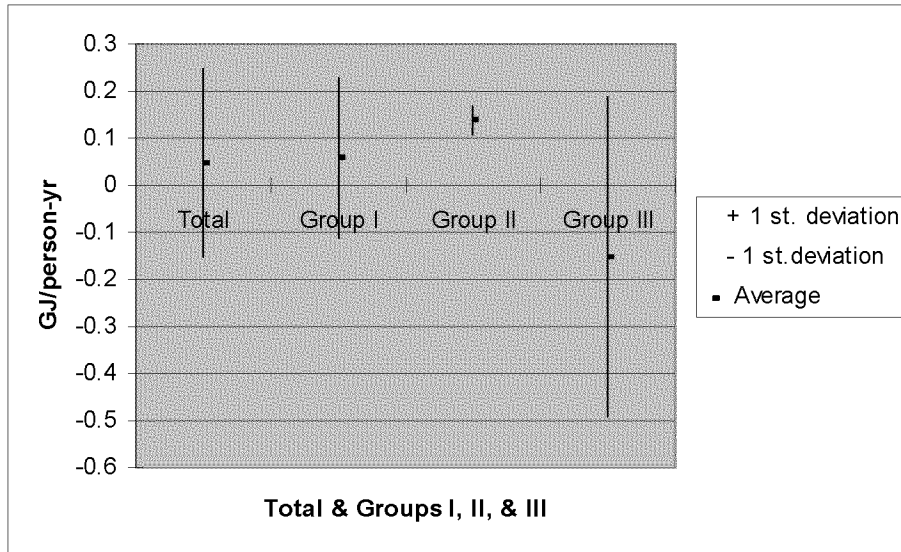 0.3
0.2
0.1
0
-0.1
-0.2
-0.3
-0.4
-0.5
-0.6
GJ/person-yr
Total Group I Group II Group III
Total & Groups I, II, & III
+ 1 st. deviation
- 1 st.deviation
Average